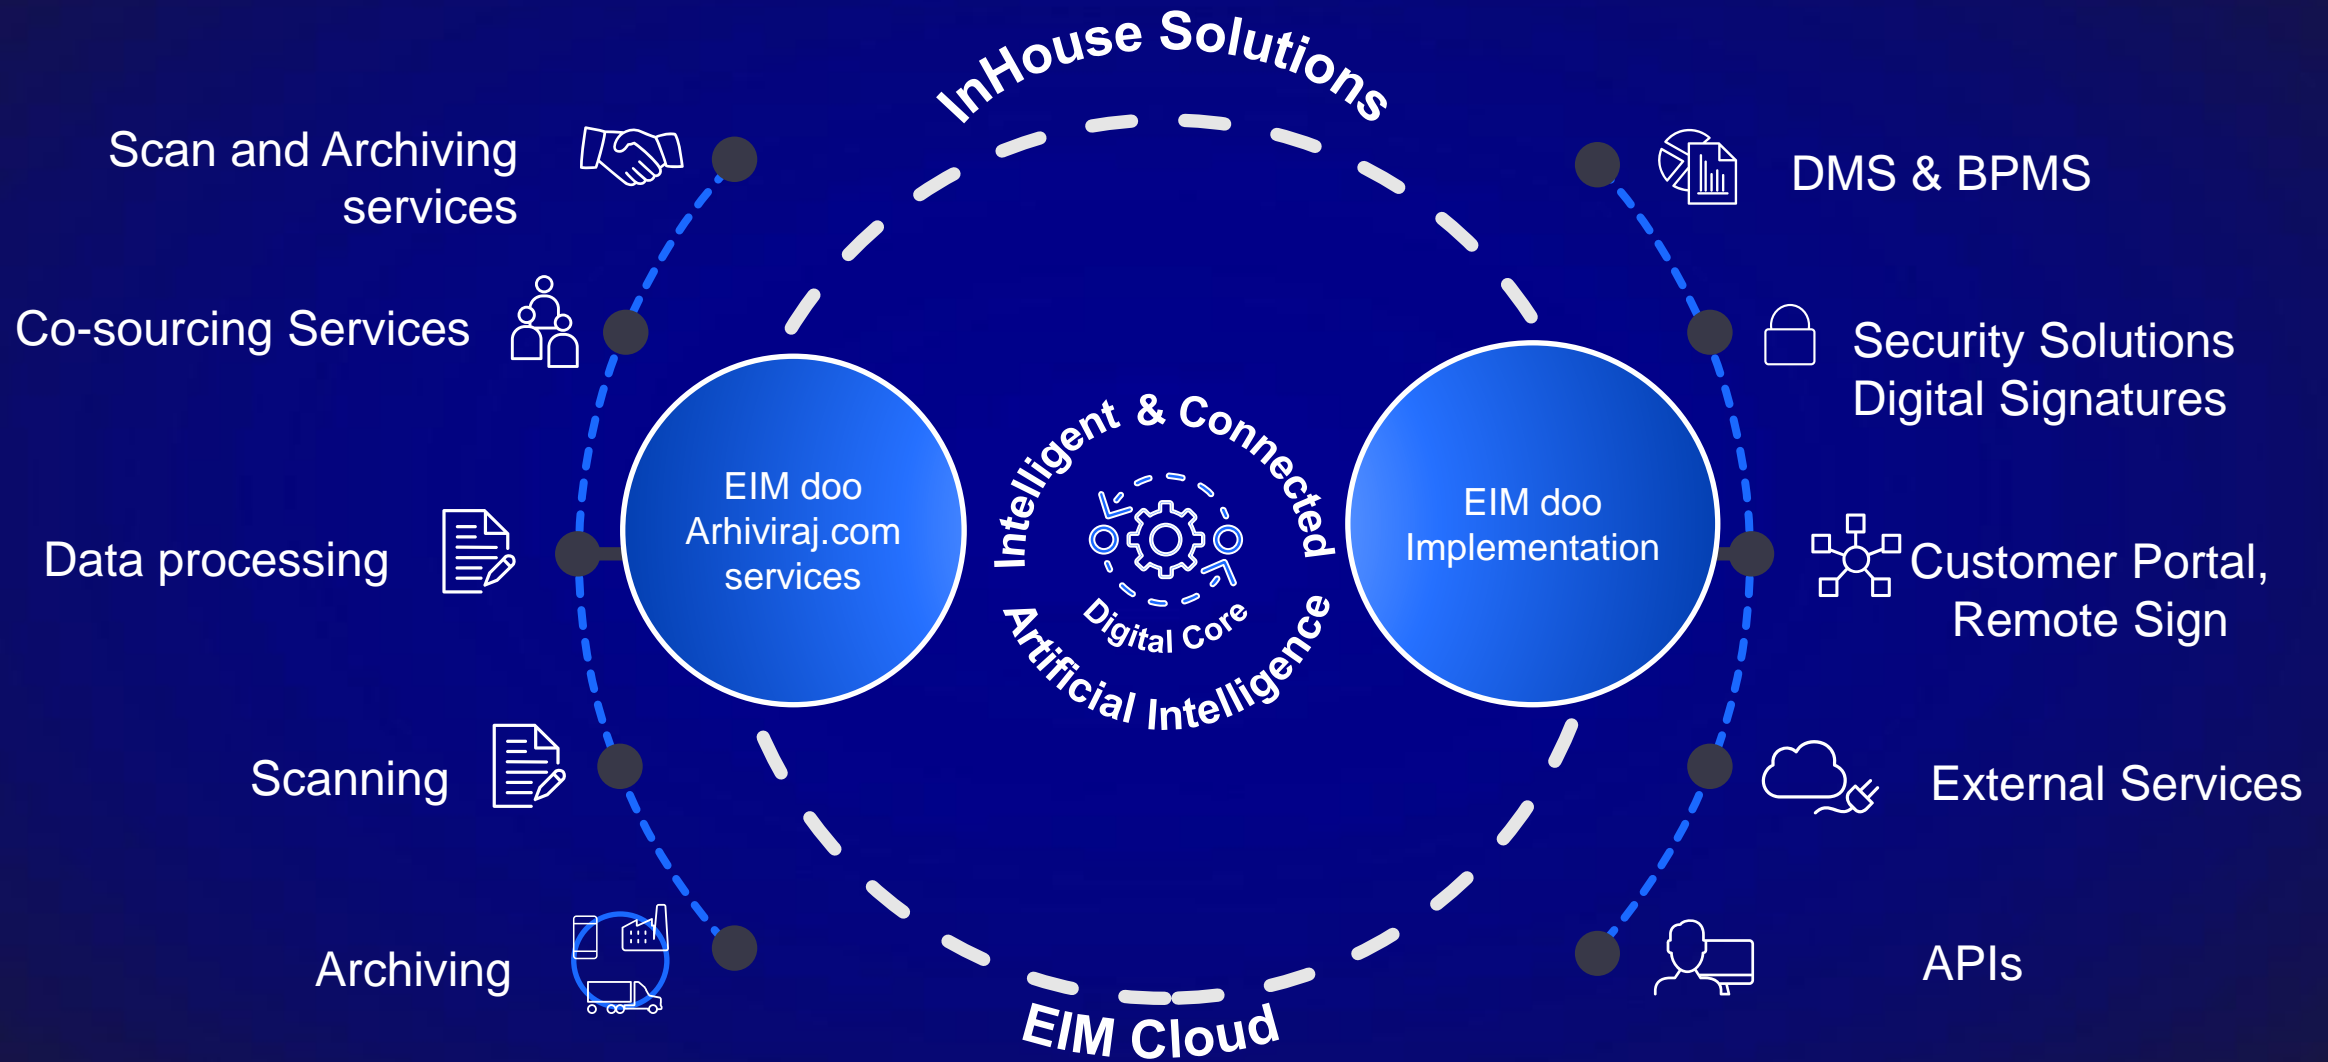 InHouse Solutions
Scan and Archiving
services
Co-sourcing Services
Data processing
Scanning
Archiving
EIM doo
Arhiviraj.com
services
Intelligent & Connected
Digital Core
Artificial Intelligence
EIM doo
Implementation
DMS & BPMS
Security Solutions
Digital Signatures
Customer Portal,
Remote Sign
External Services
APIs
EIM Cloud